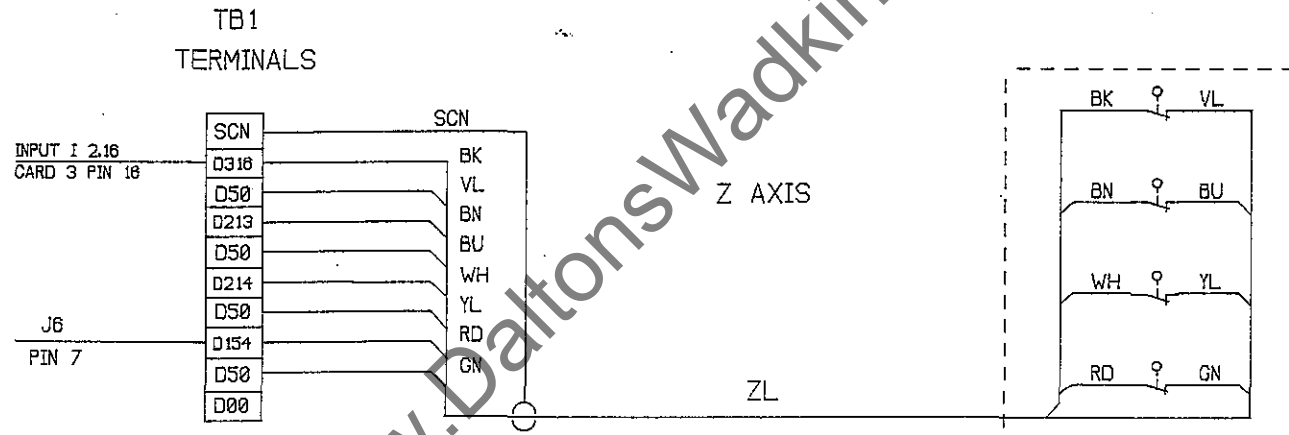 TB1
TERMINALS
SCN
SCN
INPUT I 2.16
CARD 3 PIN 16
D316
BK
D50
VL
D213
BN
D50
BU
D214
WH
D50
YL
J6
PIN 7
D154
RD
D50
GN
D00
Z AXIS
ZL
BK
VL
BN
BU
WH
YL
RD
GN
w.DaltonsWadkin